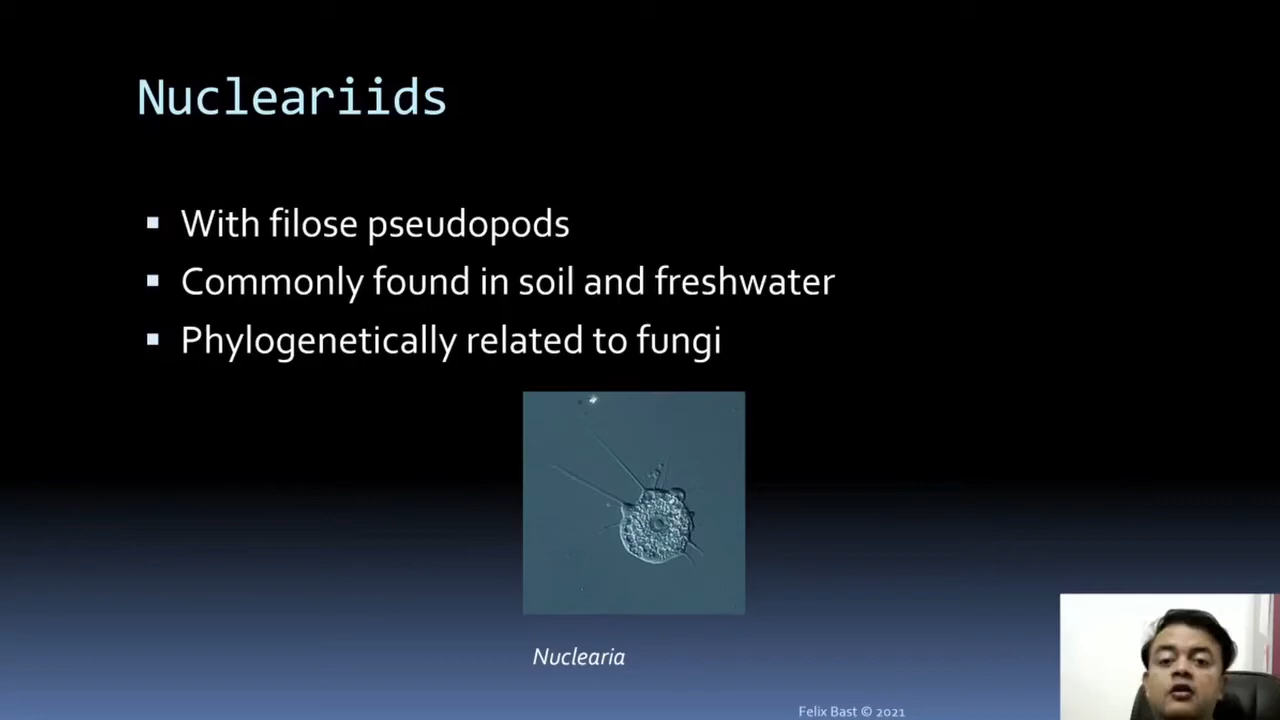 Nucleariids
With filose pseudopods
Commonly found in soil and freshwater
Phylogenetically related to fungi
Nuclearia
Felix Bast © 2021